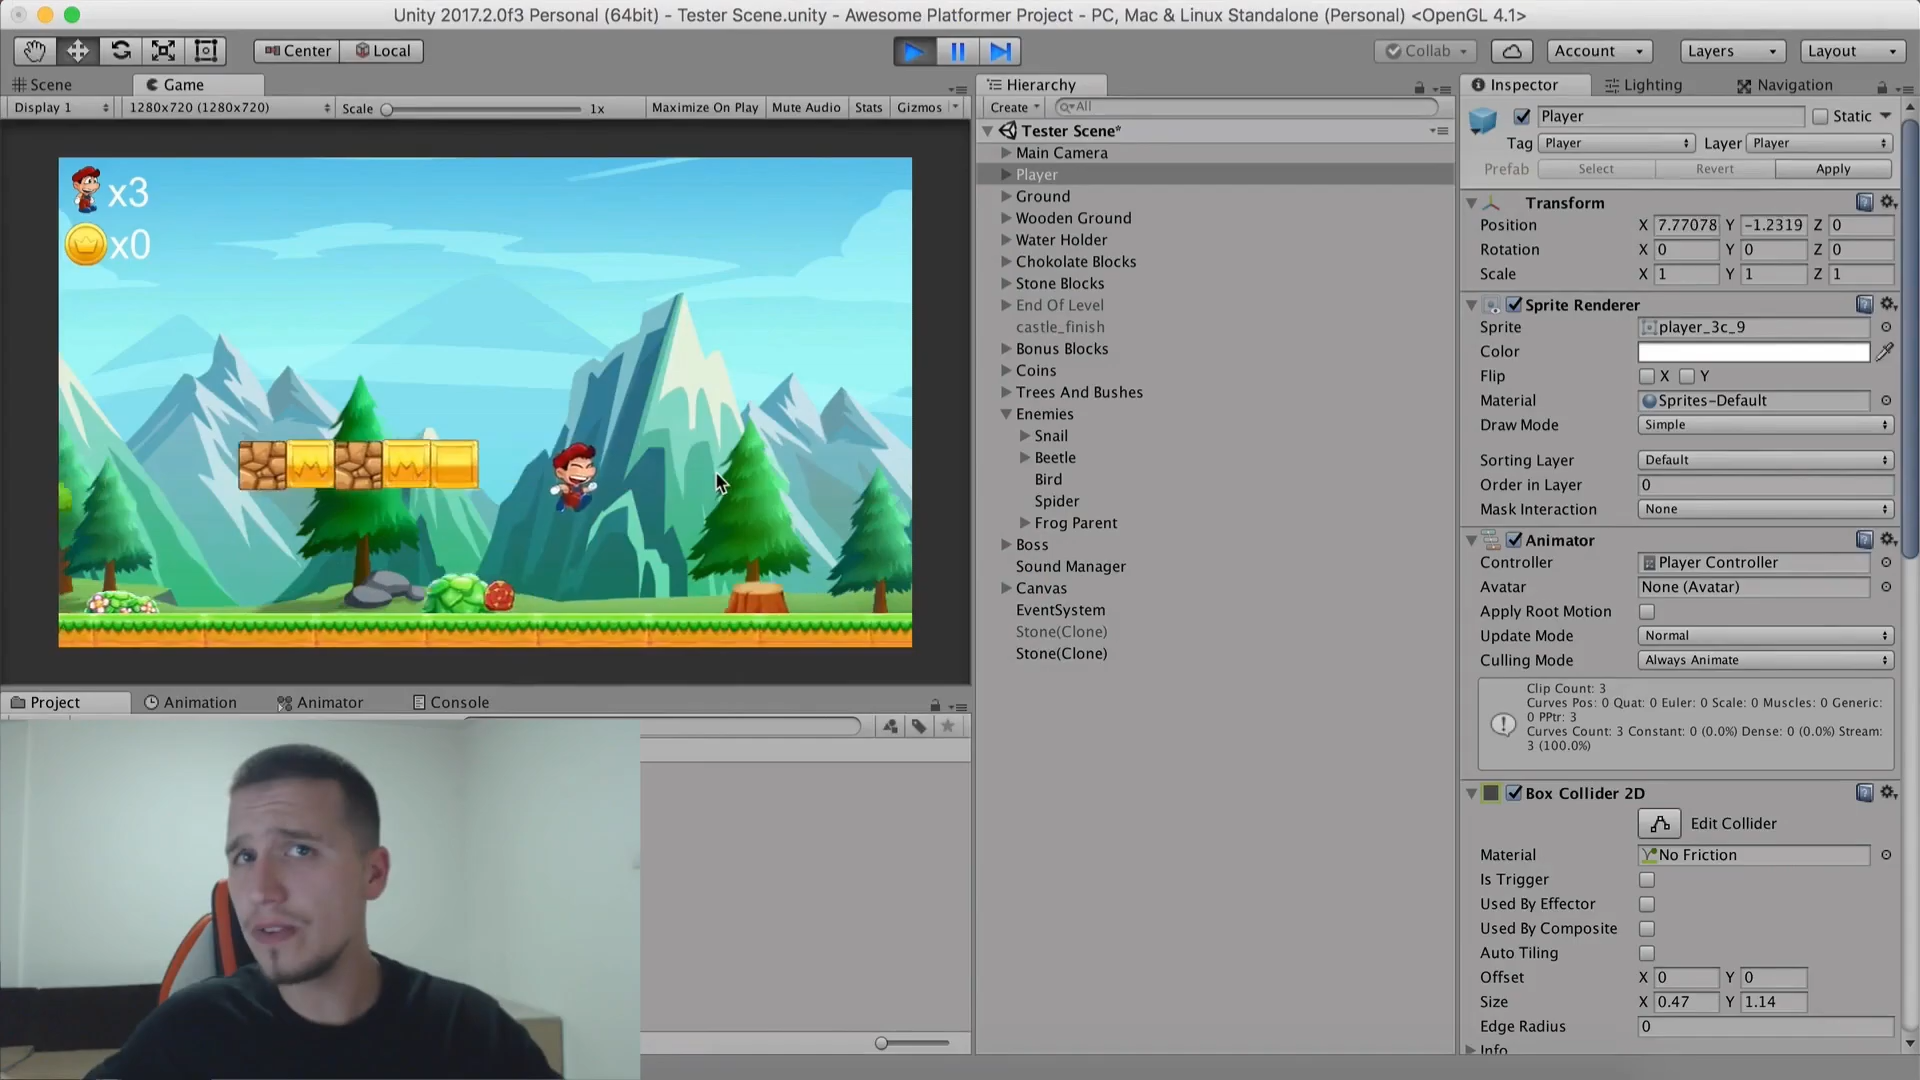 Unity 2017.2.0f3 Personal (64bit) - Tester Scene.unity - Awesome Platformer Project - PC, Mac & Linux Standalone (Personal) <OpenGL 4.1>
Center Local
Collab Account Layers Layout
Scene Game
Display 1 1280x720 (1280x720) Scale 1x Maximize On Play Mute Audio Stats Gizmos
x3
x0
Project Animation Animator Console
Hierarchy
Create All
Tester Scene*
Main Camera
Player
Ground
Wooden Ground
Water Holder
Chokolate Blocks
Stone Blocks
End Of Level
castle_finish
Bonus Blocks
Coins
Trees And Bushes
Enemies
Snail
Beetle
Bird
Spider
Frog Parent
Boss
Sound Manager
Canvas
EventSystem
Stone(Clone)
Stone(Clone)
Inspector Lighting Navigation
Player Static
Tag Player Layer Player
Prefab Select Revert Apply
Transform
Position X 7.77078 Y -1.2319 Z 0
Rotation X 0 Y 0 Z 0
Scale X 1 Y 1 Z 1
Sprite Renderer
Sprite player_3c_9
Color
Flip X Y
Material Sprites-Default
Draw Mode Simple
Sorting Layer Default
Order in Layer 0
Mask Interaction None
Animator
Controller Player Controller
Avatar None (Avatar)
Apply Root Motion
Update Mode Normal
Culling Mode Always Animate
Clip Count: 3
Curves Pos: 0 Quat: 0 Euler: 0 Scale: 0 Muscles: 0 Generic:
0 PPtr: 3
Curves Count: 3 Constant: 0 (0.0%) Dense: 0 (0.0%) Stream:
3 (100.0%)
Box Collider 2D
Edit Collider
Material No Friction
Is Trigger
Used By Effector
Used By Composite
Auto Tiling
Offset X 0 Y 0
Size X 0.47 Y 1.14
Edge Radius 0
Info